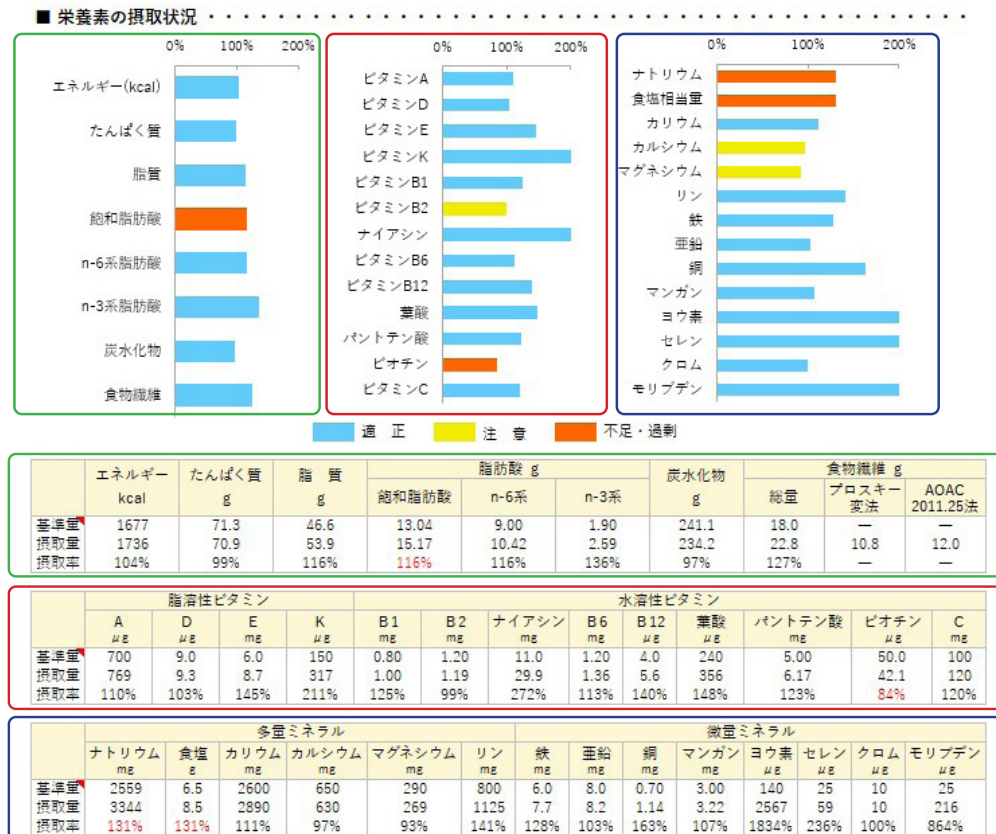 ■ 栄養素の摂取状況 ・・・・・・・・・・・・・・・・・・・・・・・・・・・・・・・・・・・・・・・・・・・・
0% 100% 200%
エネルギー(kcal)
たんぱく質
脂質
飽和脂肪酸
n-6系脂肪酸
n-3系脂肪酸
炭水化物
食物繊維
0% 100% 200%
ビタミンA
ビタミンD
ビタミンE
ビタミンK
ビタミンB1
ビタミンB2
ナイアシン
ビタミンB6
ビタミンB12
葉酸
パントテン酸
ビオチン
ビタミンC
0% 100% 200%
ナトリウム
食塩相当量
カリウム
カルシウム
マグネシウム
リン
鉄
亜鉛
銅
マンガン
ヨウ素
セレン
クロム
モリブデン
適 正 注 意 不足・過剰
エネルギー たんぱく質 脂 質 脂肪酸 g 炭水化物 食物繊維 g
kcal g g 飽和脂肪酸 n-6系 n-3系 g 総量 プロスキー変法 AOAC 2011.25法
基準量 1677 71.3 46.6 13.04 9.00 1.90 241.1 18.0 — —
摂取量 1736 70.9 53.9 15.17 10.42 2.59 234.2 22.8 10.8 12.0
摂取率 104% 99% 116% 116% 116% 136% 97% 127% — —
脂溶性ビタミン 水溶性ビタミン
A D E K B1 B2 ナイアシン B6 B12 葉酸 パントテン酸 ビオチン C
μg μg mg μg mg mg mg mg μg μg mg μg mg
基準量 700 9.0 6.0 150 0.80 1.20 11.0 1.20 4.0 240 5.00 50.0 100
摂取量 769 9.3 8.7 317 1.00 1.19 29.9 1.36 5.6 356 6.17 42.1 120
摂取率 110% 103% 145% 211% 125% 99% 272% 113% 140% 148% 123% 84% 120%
多量ミネラル 微量ミネラル
ナトリウム 食塩 カリウム カルシウム マグネシウム リン 鉄 亜鉛 銅 マンガン ヨウ素 セレン クロム モリブデン
mg g mg mg mg mg mg mg mg mg μg μg μg μg
基準量 2559 6.5 2600 650 290 800 6.0 8.0 0.70 3.00 140 25 10 25
摂取量 3344 8.5 2890 630 269 1125 7.7 8.2 1.14 3.22 2567 59 10 216
摂取率 131% 131% 111% 97% 93% 141% 128% 103% 163% 107% 1834% 236% 100% 864%